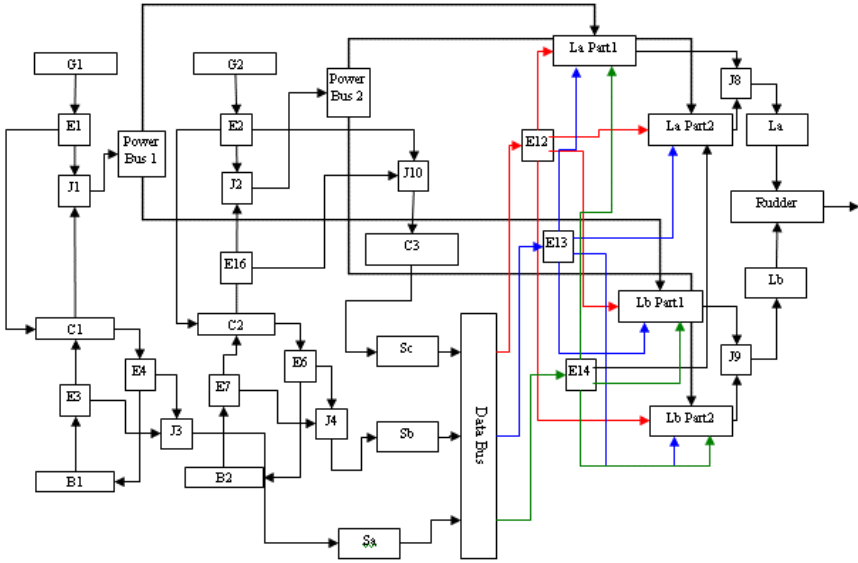 G1
G2
La Part1
Power
Bus 2
J8
E1
E2
La Part2
La
Power
Bus 1
E12
J1
J2
J10
Rudder
C3
E13
E16
Lb
Lb Part1
C1
C2
Sc
E4
E6
J9
E14
E7
E3
Data Bus
Lb Part2
J3
J4
Sb
B1
B2
Sa